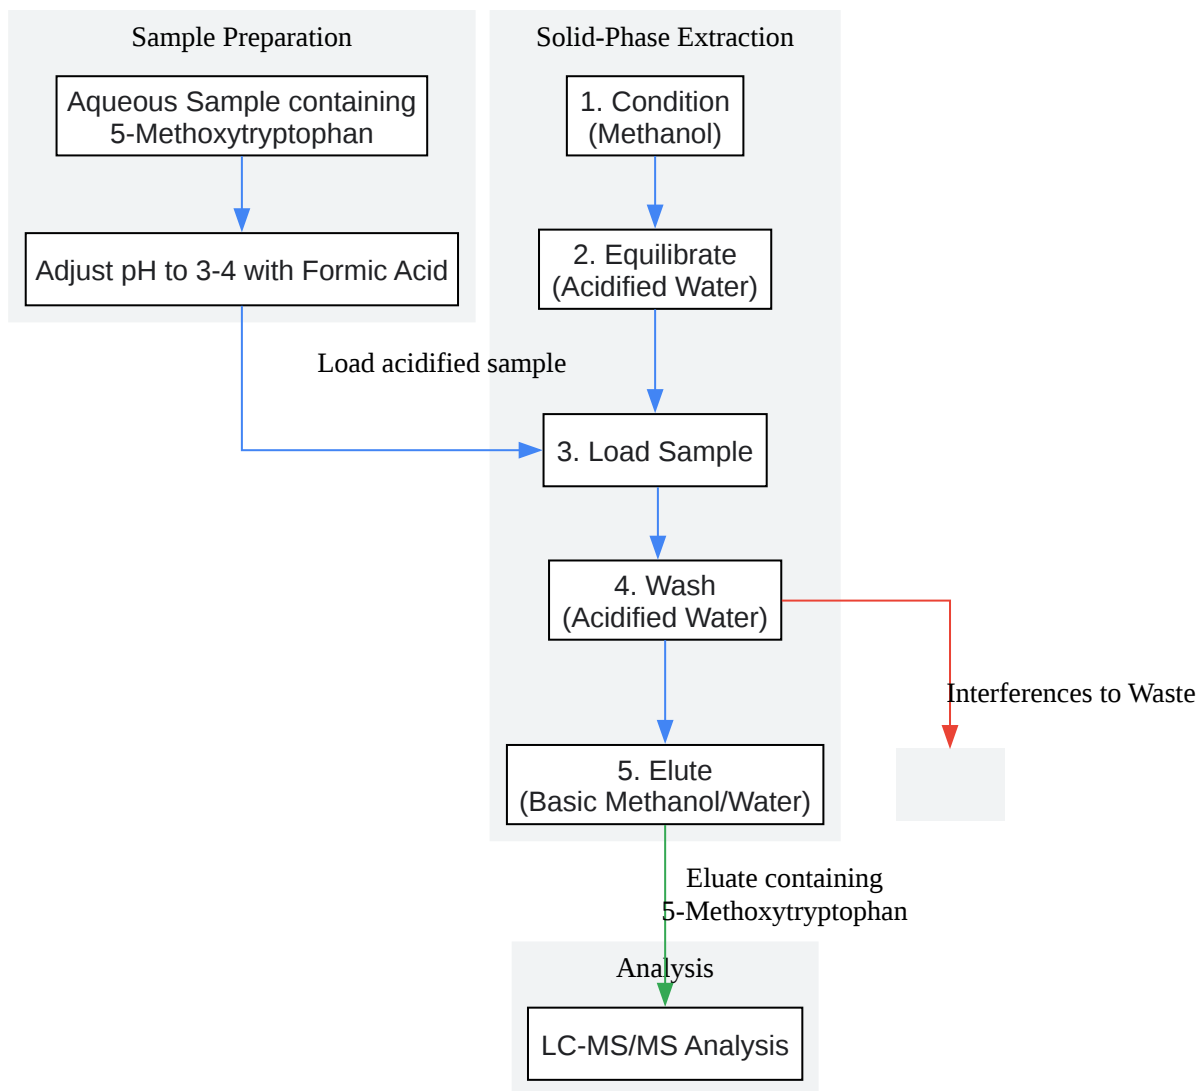 Sample Preparation
Aqueous Sample containing
5-Methoxytryptophan
Adjust pH to 3-4 with Formic Acid
Load acidified sample
Solid-Phase Extraction
1. Condition
(Methanol)
2. Equilibrate
(Acidified Water)
3. Load Sample
4. Wash
(Acidified Water)
Interferences to Waste
5. Elute
(Basic Methanol/Water)
Eluate containing
5-Methoxytryptophan
Analysis
LC-MS/MS Analysis